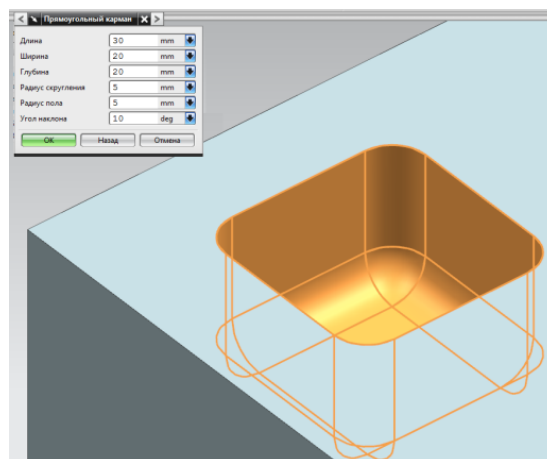 Прямоугольный карман
Длина 30 mm
Ширина 20 mm
Глубина 20 mm
Радиус скругления 5 mm
Радиус пола 5 mm
Угол наклона 10 deg
OK Назад Отмена